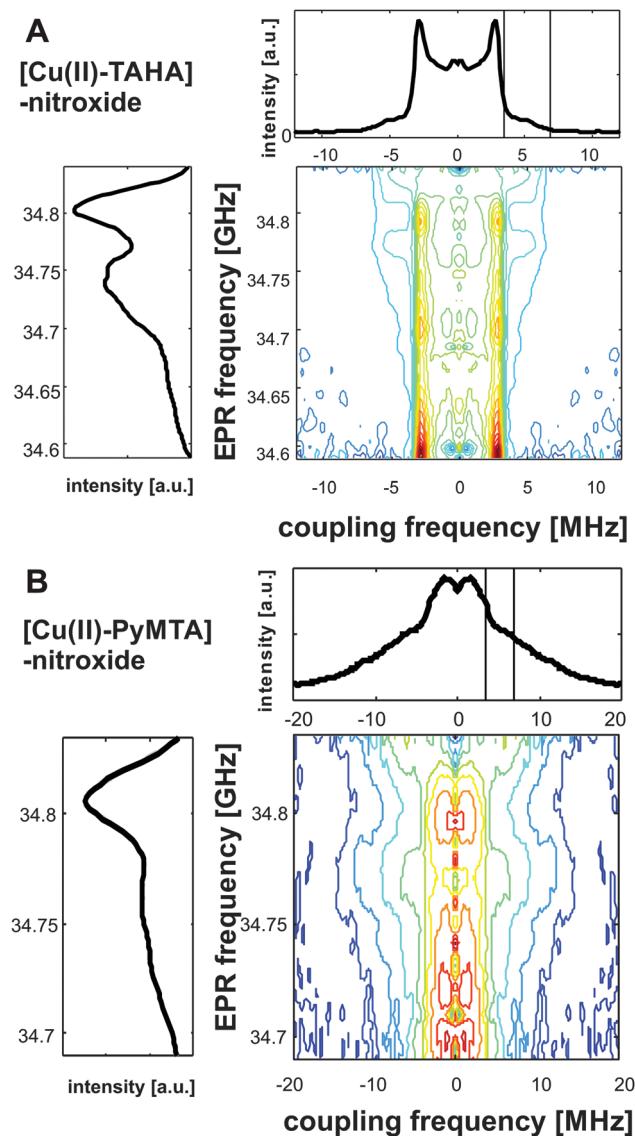 A
[Cu(II)-TAHA]
-nitroxide
intensity [a.u.]
0
-10 -5 0 5 10
34.8
34.75
34.7
34.65
34.6
intensity [a.u.]
EPR frequency [GHz]
34.8
34.75
34.7
34.65
34.6
-10 -5 0 5 10
coupling frequency [MHz]
B
[Cu(II)-PyMTA]
-nitroxide
intensity [a.u.]
-20 -10 0 10 20
34.8
34.75
34.7
intensity [a.u.]
EPR frequency [GHz]
34.8
34.75
34.7
-20 -10 0 10 20
coupling frequency [MHz]